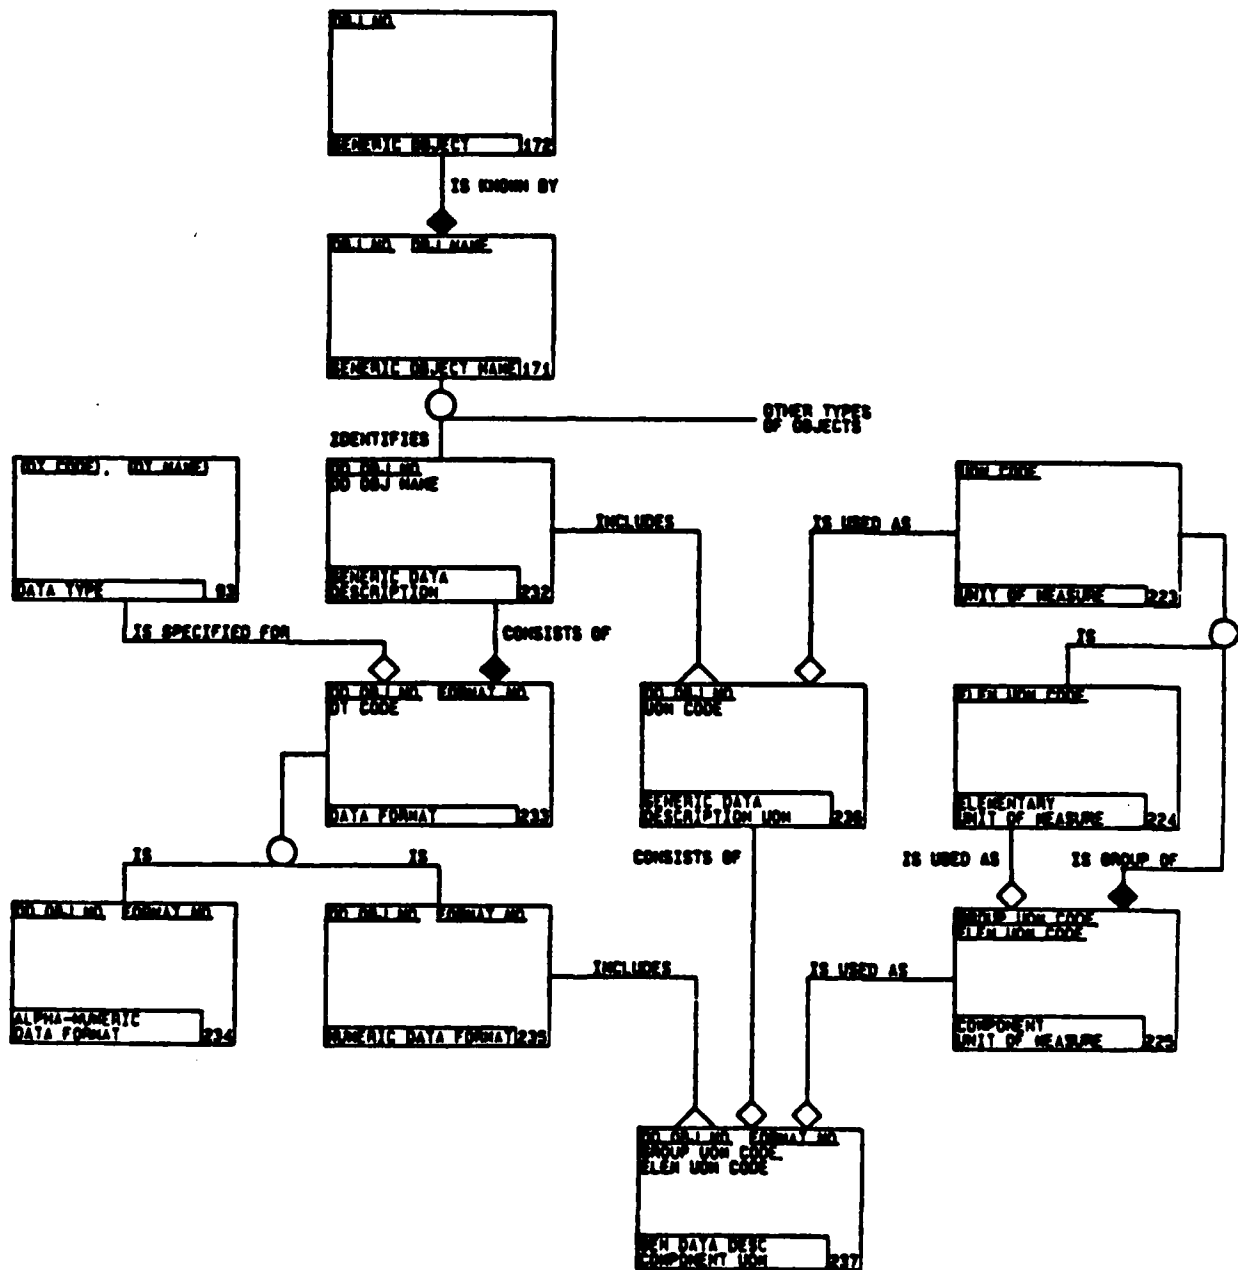 OBJ NO
GENERIC OBJECT 172
IS KNOWN BY
OBJ NO OBJ NAME
GENERIC OBJECT NAME 171
OTHER TYPES
OF OBJECTS
IDENTIFIES
(DT CODE), (DT NAME)
DATA TYPE 93
DD OBJ NO
DD OBJ NAME
GENERIC DATA
DESCRIPTION 232
INCLUDES
IS USED AS
UOM CODE
UNIT OF MEASURE 223
IS SPECIFIED FOR
CONSISTS OF
IS
DD OBJ NO FORMAT NO
DT CODE
DATA FORMAT 233
DD OBJ NO
UOM CODE
GENERIC DATA
DESCRIPTION UOM 236
ELEM UOM CODE
ELEMENTARY
UNIT OF MEASURE 224
IS
IS
CONSISTS OF
IS USED AS
IS GROUP OF
DD OBJ NO FORMAT NO
ALPHA-NUMERIC
DATA FORMAT 234
DD OBJ NO FORMAT NO
NUMERIC DATA FORMAT 235
INCLUDES
IS USED AS
GROUP UOM CODE
ELEM UOM CODE
COMPONENT
UNIT OF MEASURE 225
DD OBJ NO FORMAT NO
GROUP UOM CODE
ELEM UOM CODE
GEN DATA DESC
COMPONENT UOM 237